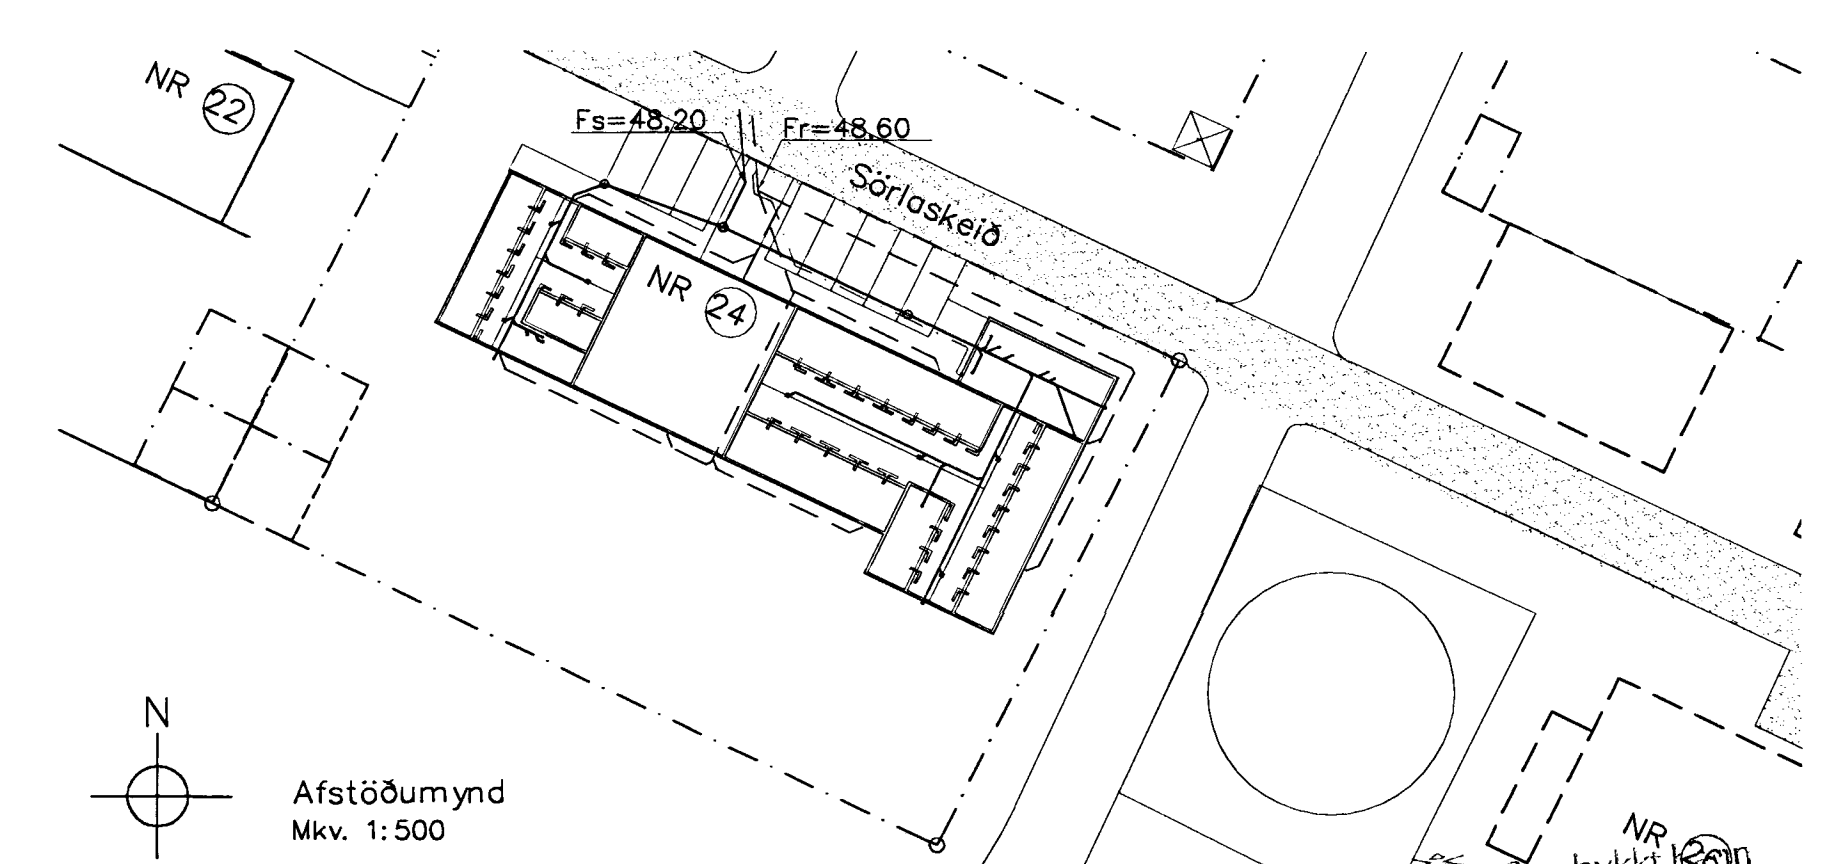 NR 22
Fs=48,20
Fr=48,60
Sörlaskeið
NR 24
N
Afstöðumynd
Mkv. 1:500
NR